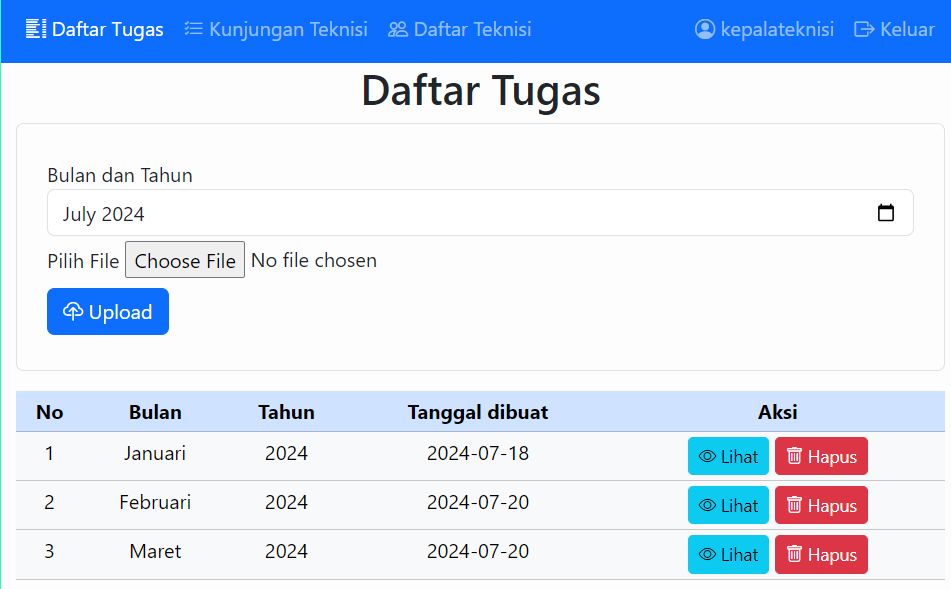 Daftar Tugas Kunjungan Teknisi Daftar Teknisi kepalateknisi Keluar
Daftar Tugas
Bulan dan Tahun
July 2024
Pilih File Choose File No file chosen
Upload
No Bulan Tahun Tanggal dibuat Aksi
1 Januari 2024 2024-07-18 Lihat Hapus
2 Februari 2024 2024-07-20 Lihat Hapus
3 Maret 2024 2024-07-20 Lihat Hapus